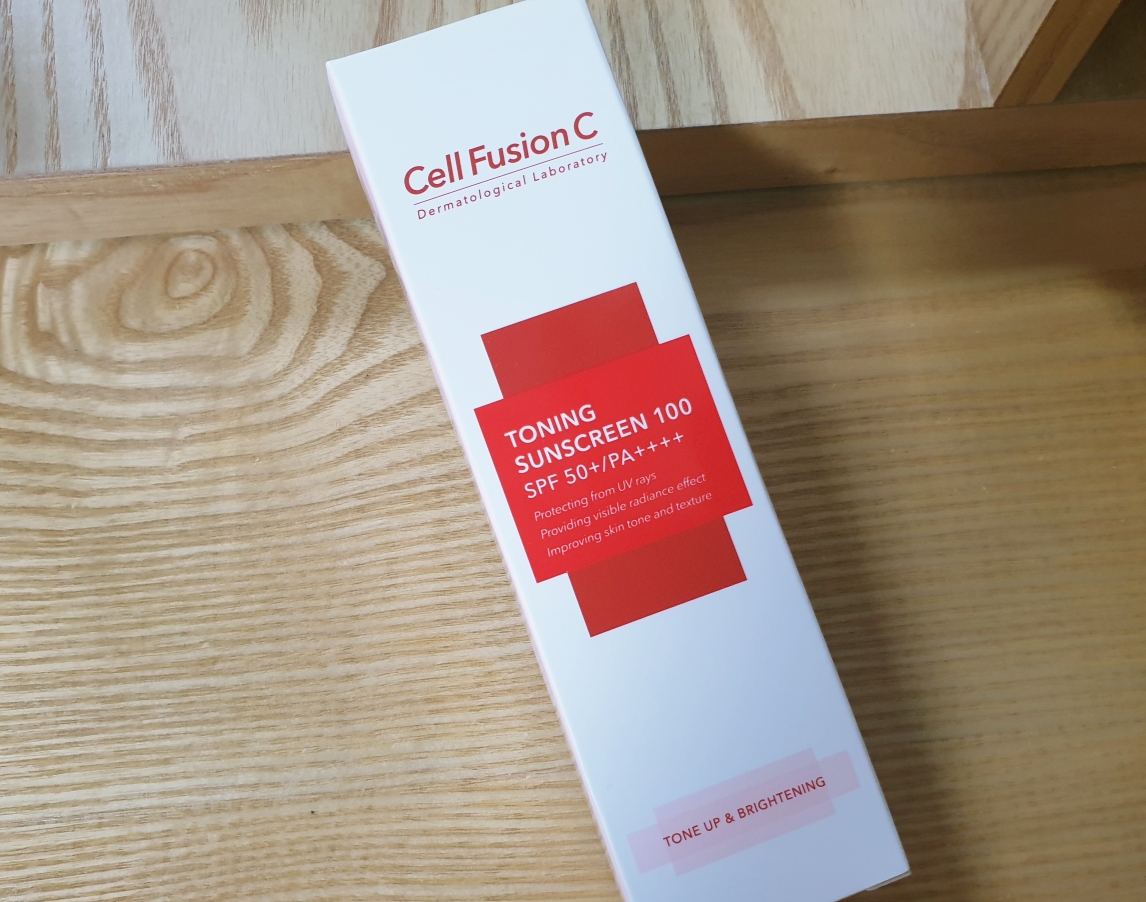 Cell Fusion C
Dermatological Laboratory
TONING
SUNSCREEN 100
SPF 50+/PA++++
Protecting from UV rays
Providing visible radiance effect
Improving skin tone and texture
TONE UP & BRIGHTENING